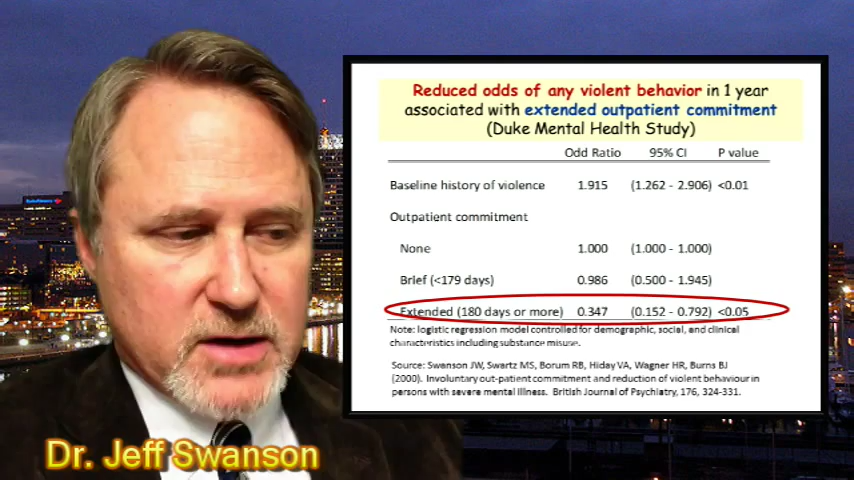 Reduced odds of any violent behavior in 1 year
associated with extended outpatient commitment
(Duke Mental Health Study)
Odd Ratio 95% CI P value
Baseline history of violence 1.915 (1.262 - 2.906) <0.01
Outpatient commitment
None 1.000 (1.000 - 1.000)
Brief (<179 days) 0.986 (0.500 - 1.945)
Extended (180 days or more) 0.347 (0.152 - 0.792) <0.05
Note: logistic regression model controlled for demographic, social, and clinical
characteristics including substance misuse.
Source: Swanson JW, Swartz MS, Borum RB, Hiday VA, Wagner HR, Burns BJ
(2000). Involuntary out-patient commitment and reduction of violent behaviour in
persons with severe mental illness. British Journal of Psychiatry, 176, 324-331.
Dr. Jeff Swanson